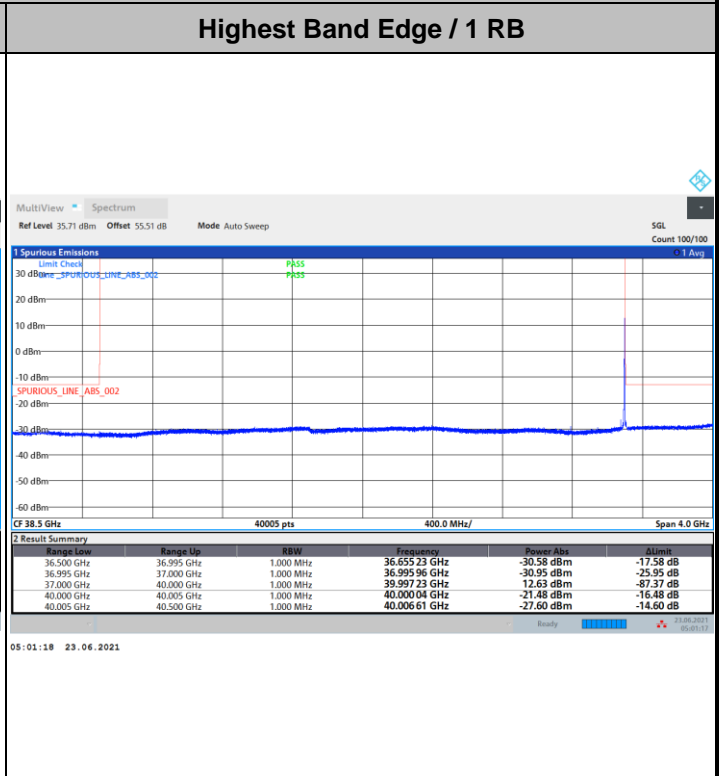 Highest Band Edge / 1 RB
MultiView Spectrum
Ref Level 35.71 dBm Offset 55.51 dB Mode Auto Sweep SGL
Count 100/100
1 Spurious Emissions 1 Avg
Limit Check PASS
30 dBm Line _SPURIOUS_LINE_ABS_002 PASS
20 dBm
10 dBm
0 dBm
-10 dBm
_SPURIOUS_LINE_ABS_002
-20 dBm
-30 dBm
-40 dBm
-50 dBm
-60 dBm
CF 38.5 GHz 40005 pts 400.0 MHz/ Span 4.0 GHz
2 Result Summary
Range Low Range Up RBW Frequency Power Abs ΔLimit
36.500 GHz 36.995 GHz 1.000 MHz 36.655 23 GHz -30.58 dBm -17.58 dB
36.995 GHz 37.000 GHz 1.000 MHz 36.995 96 GHz -30.95 dBm -25.95 dB
37.000 GHz 40.000 GHz 1.000 MHz 39.997 23 GHz 12.63 dBm -87.37 dB
40.000 GHz 40.005 GHz 1.000 MHz 40.000 04 GHz -21.48 dBm -16.48 dB
40.005 GHz 40.500 GHz 1.000 MHz 40.006 61 GHz -27.60 dBm -14.60 dB
Ready 23.06.2021
05:01:17
05:01:18 23.06.2021